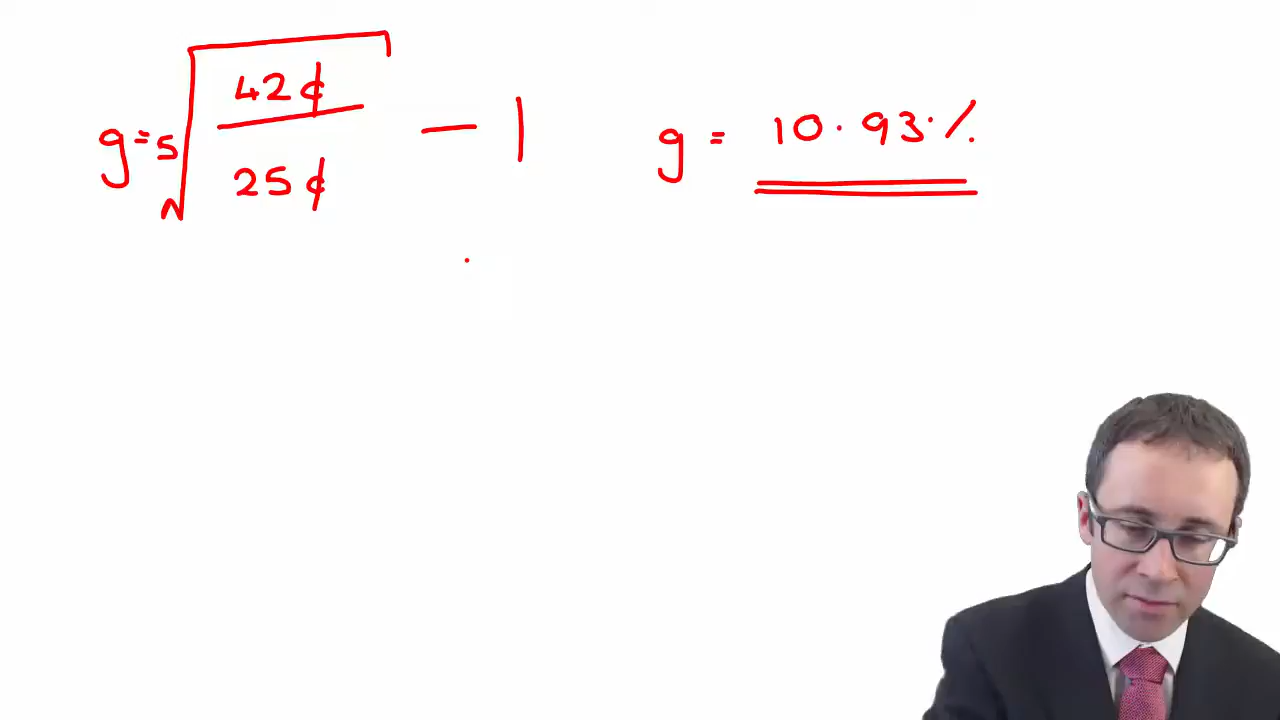 g = ⁵√(42¢ / 25¢) − 1
g = 10.93%